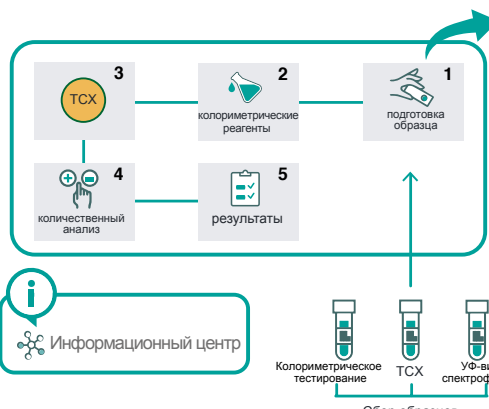 3
ТСХ
2
колориметрические
реагенты
1
подготовка
образца
4
количественный
анализ
5
результаты
i
Информационный центр
Колориметрическое
тестирование
ТСХ